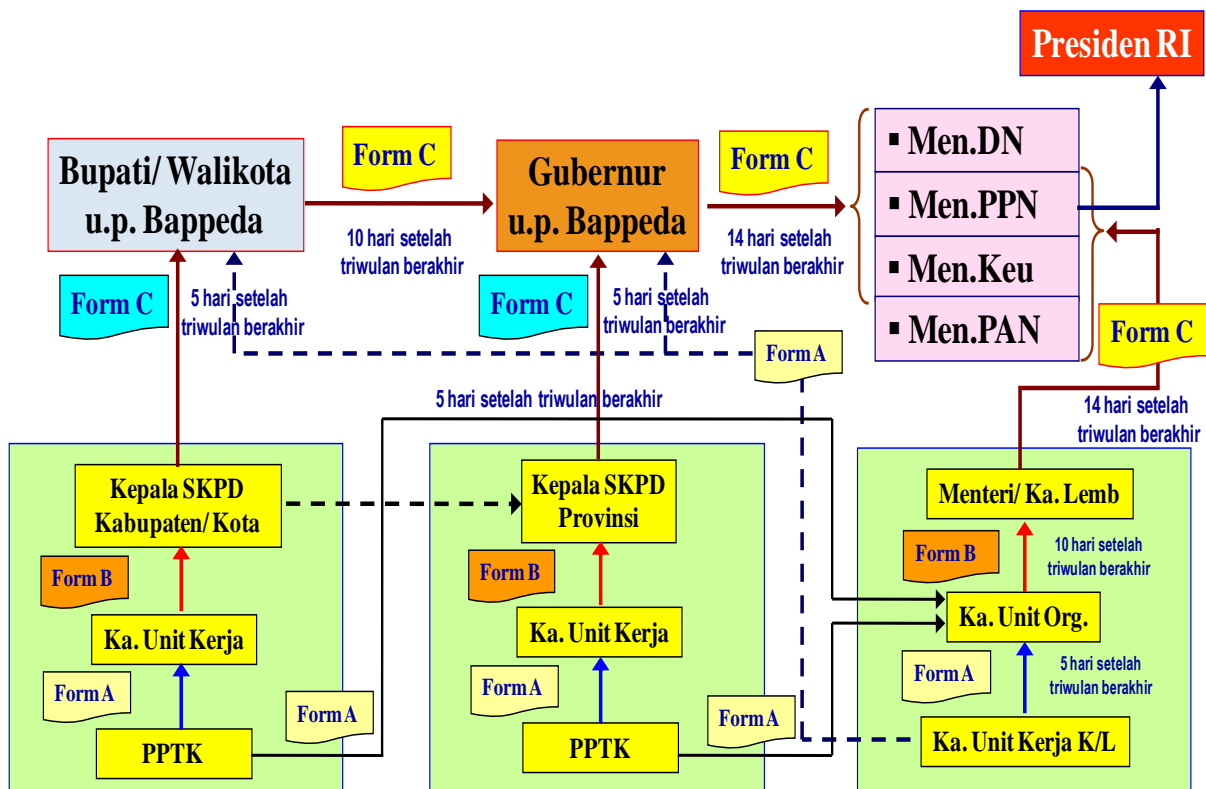 Presiden RI
Form C
Form C
▪ Men.DN
Bupati/ Walikota
u.p. Bappeda
Gubernur
u.p. Bappeda
▪ Men.PPN
10 hari setelah
triwulan berakhir
14 hari setelah
triwulan berakhir
▪ Men.Keu
Form C
5 hari setelah
triwulan berakhir
Form C
5 hari setelah
triwulan berakhir
▪ Men.PAN
Form C
Form A
5 hari setelah triwulan berakhir
14 hari setelah
triwulan berakhir
Kepala SKPD
Kabupaten/ Kota
Kepala SKPD
Provinsi
Menteri/ Ka. Lemb
Form B
Form B
Form B
10 hari setelah
triwulan berakhir
Ka. Unit Kerja
Ka. Unit Kerja
Ka. Unit Org.
Form A
Form A
Form A
5 hari setelah
triwulan berakhir
Form A
Form A
PPTK
PPTK
Ka. Unit Kerja K/L